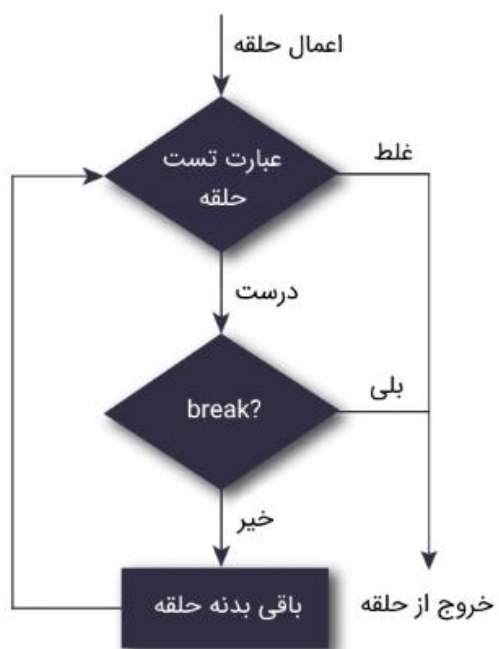 اعمال حلقه
عبارت تست
حلقه
غلط
درست
break?
بلی
خیر
باقی بدنه حلقه
خروج از حلقه